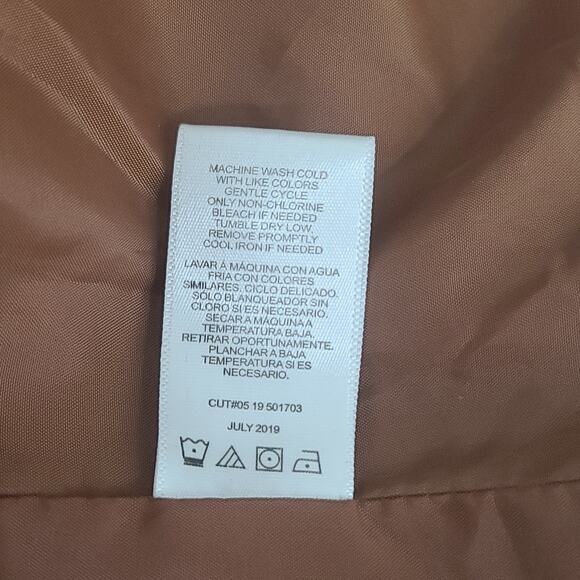 MACHINE WASH COLD
WITH LIKE COLORS
GENTLE CYCLE
ONLY NON-CHLORINE
BLEACH IF NEEDED
TUMBLE DRY LOW,
REMOVE PROMPTLY
COOL IRON IF NEEDED
LAVAR A MÁQUINA CON AGUA
FRÍA CON COLORES
SIMILARES. CICLO DELICADO.
SÓLO BLANQUEADOR SIN
CLORO SI ES NECESARIO.
SECAR A MÁQUINA A
TEMPERATURA BAJA.
RETIRAR OPORTUNAMENTE.
PLANCHAR A BAJA
TEMPERATURA SI ES
NECESARIO.
CUT#05 19 501703
JULY 2019